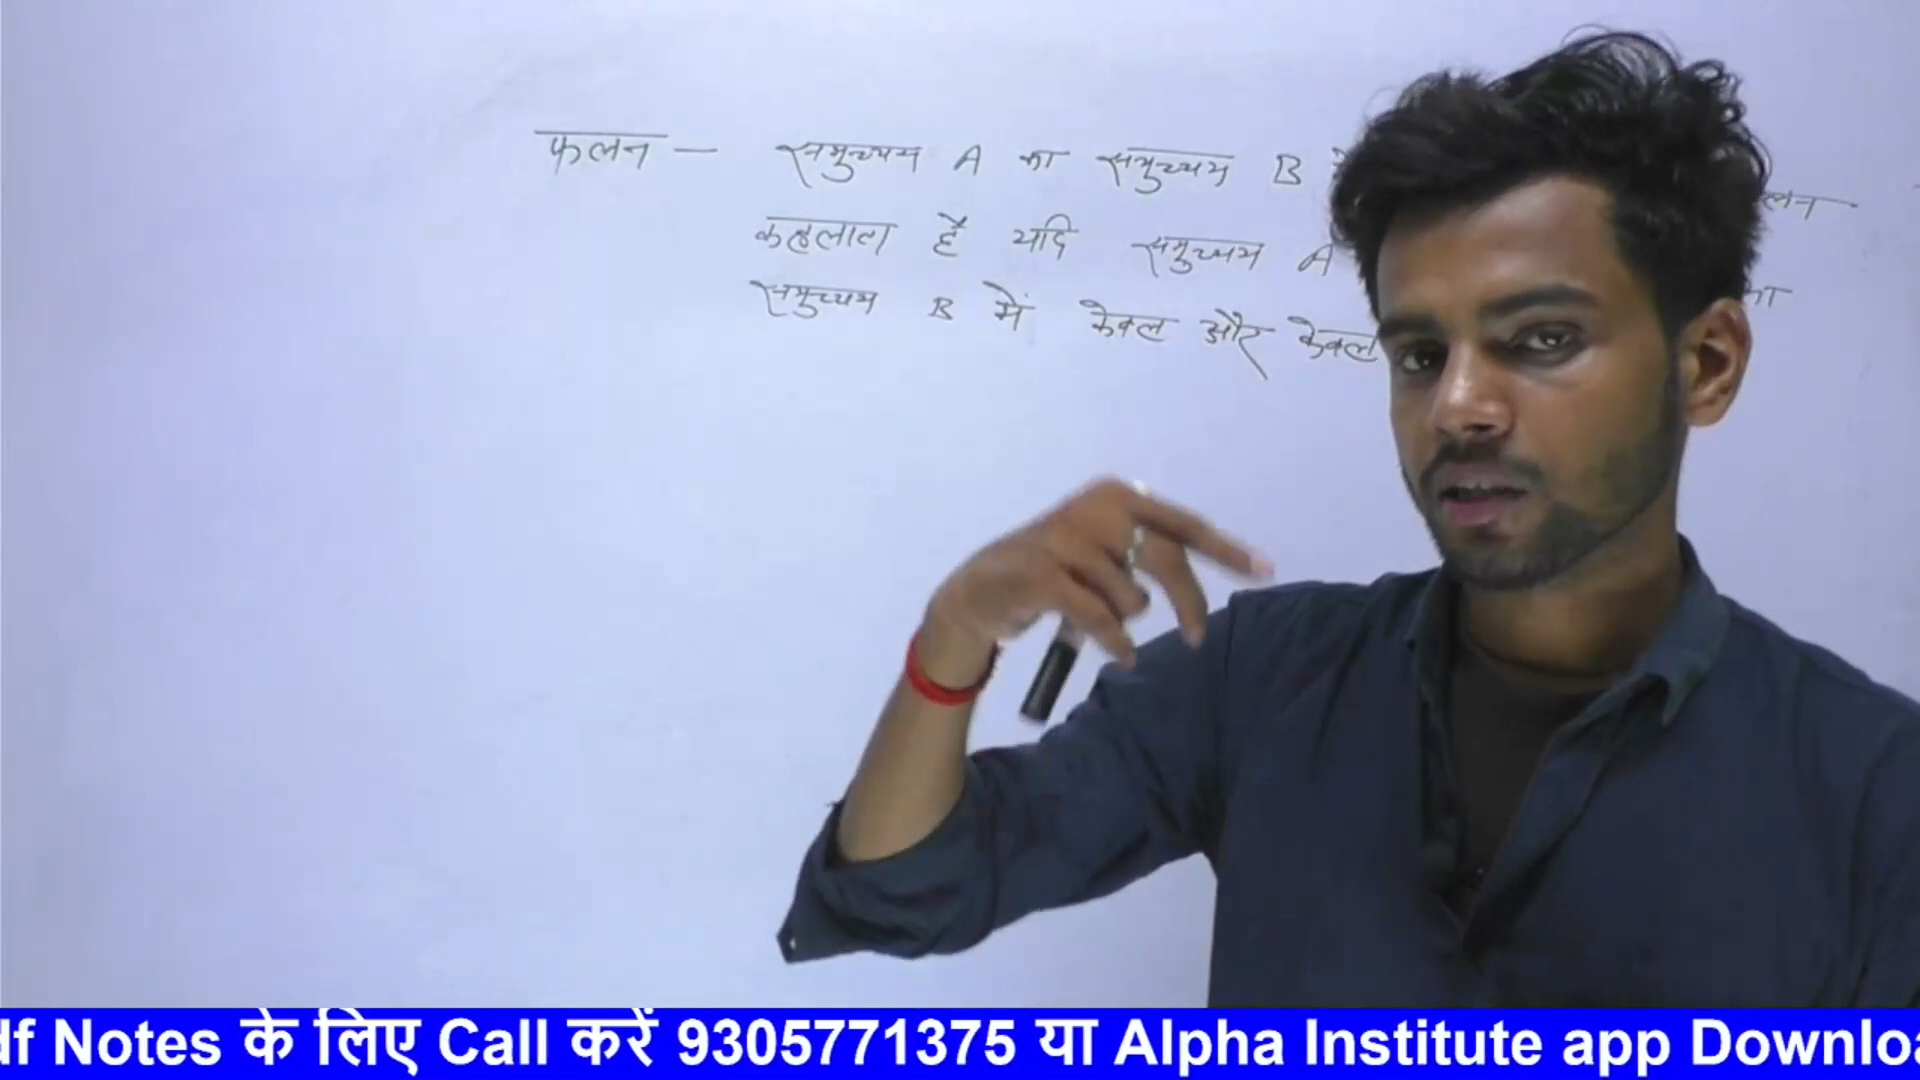 फलन — समुच्चय A का समुच्चय B
कहलाता है यदि समुच्चय A
समुच्चय B में केवल और केवल
df Notes के लिए Call करें 9305771375 या Alpha Institute app Downloa